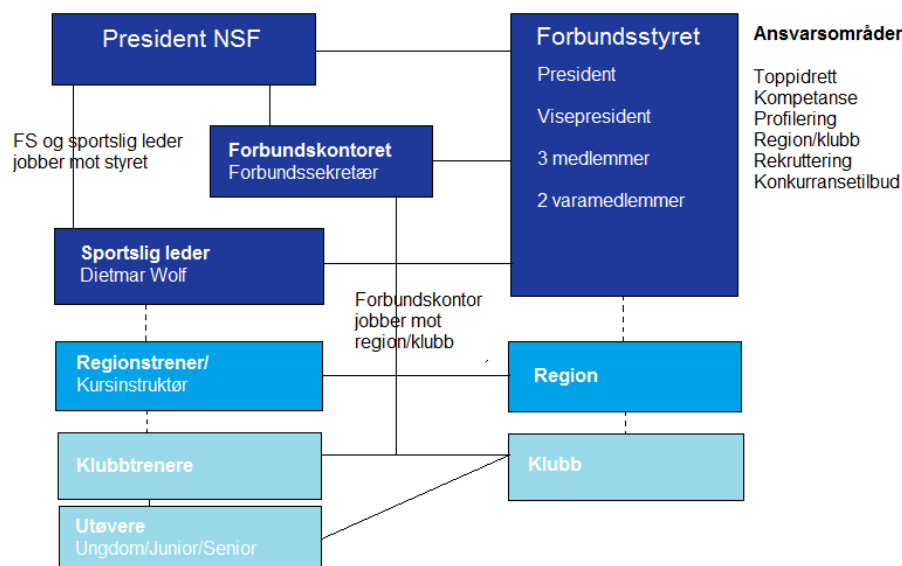 President NSF
Forbundsstyret
President
Visepresident
3 medlemmer
2 varamedlemmer
Ansvarsområder
Toppidrett
Kompetanse
Profilering
Region/klubb
Rekruttering
Konkurransetilbud
FS og sportslig leder
jobber mot styret
Forbundskontoret
Forbundssekretær
Sportslig leder
Dietmar Wolf
Forbundskontor
jobber mot
region/klubb
Regionstrener/
Kursinstruktør
Region
Klubbtrenere
Klubb
Utøvere
Ungdom/Junior/Senior